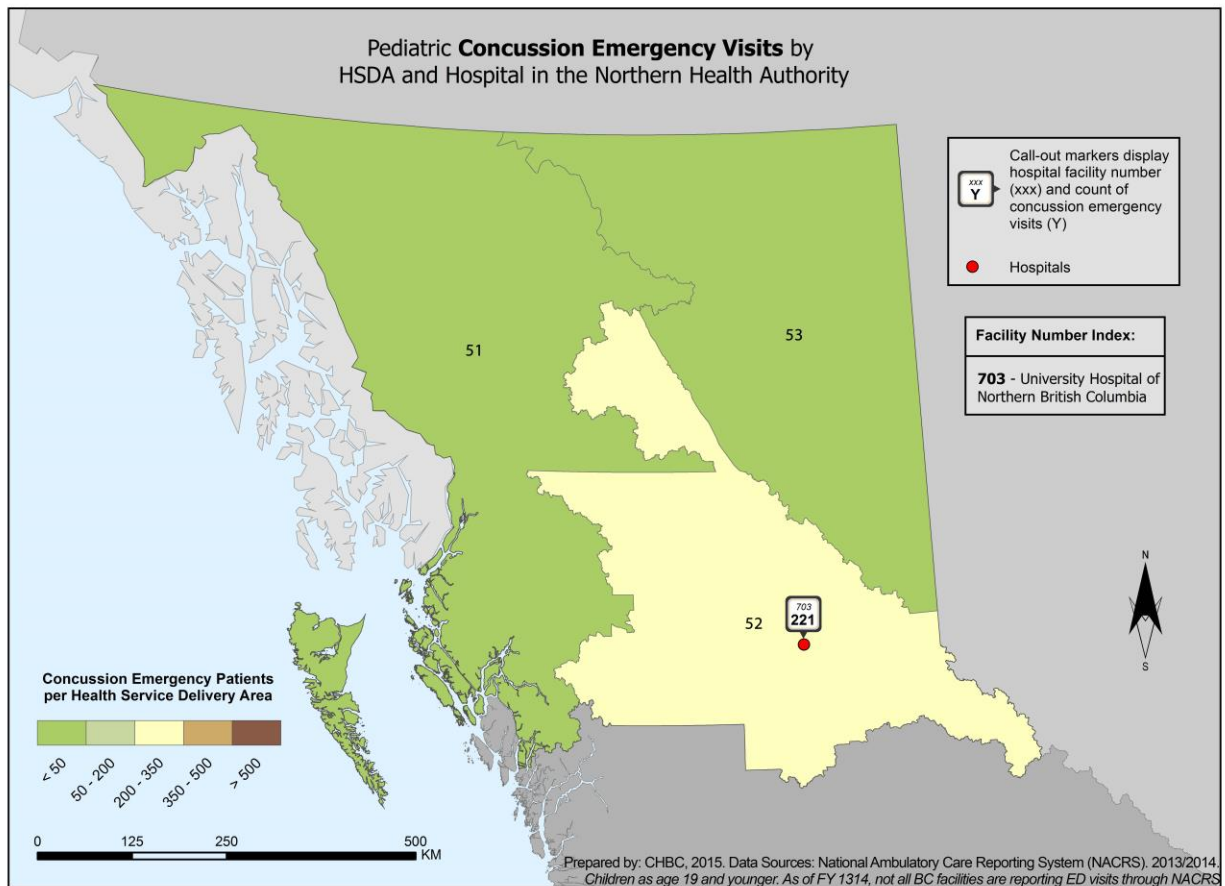 Pediatric Concussion Emergency Visits by
HSDA and Hospital in the Northern Health Authority
xxx
Y
Call-out markers display
hospital facility number
(xxx) and count of
concussion emergency
visits (Y)
Hospitals
Facility Number Index:
703 - University Hospital of
Northern British Columbia
51
53
52
703
221
N
S
Concussion Emergency Patients
per Health Service Delivery Area
< 50
50 - 200
200 - 350
350 - 500
> 500
0 125 250 500
KM
Prepared by: CHBC, 2015. Data Sources: National Ambulatory Care Reporting System (NACRS). 2013/2014.
Children as age 19 and younger. As of FY 1314, not all BC facilities are reporting ED visits through NACRS